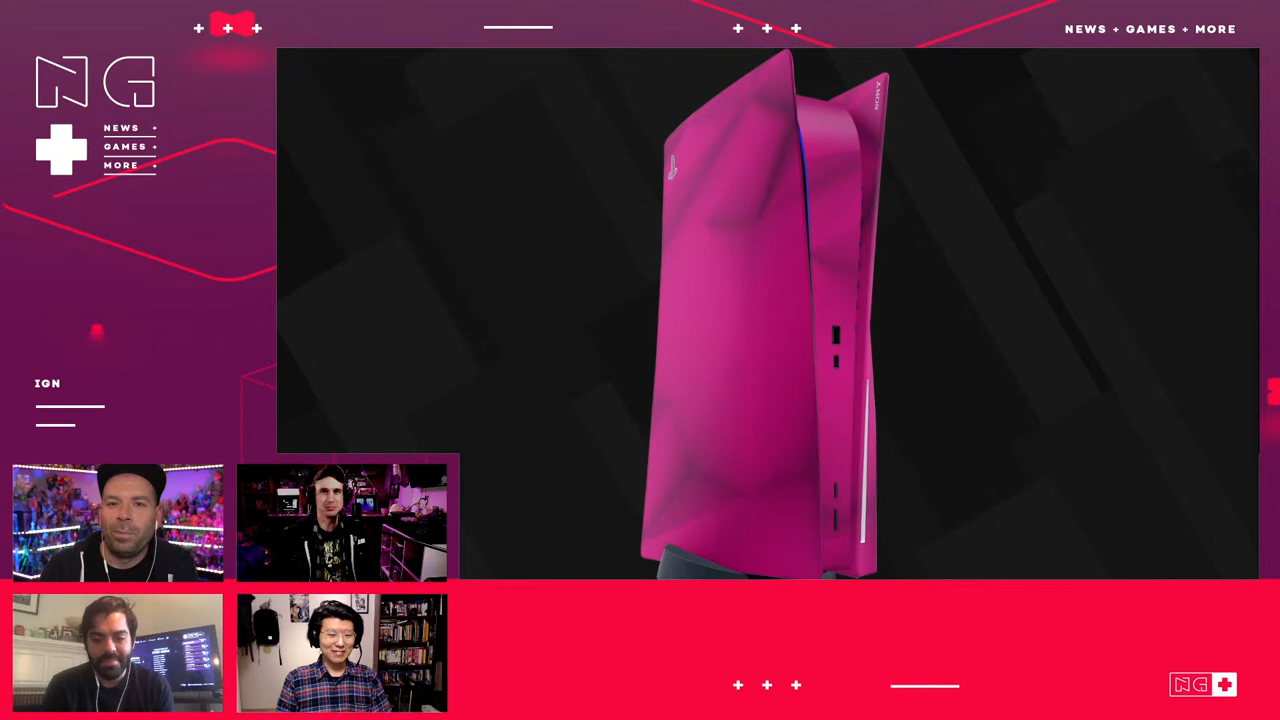 NEWS + GAMES + MORE
NG
NEWS +
GAMES +
MORE +
SONY
IGN
NG+